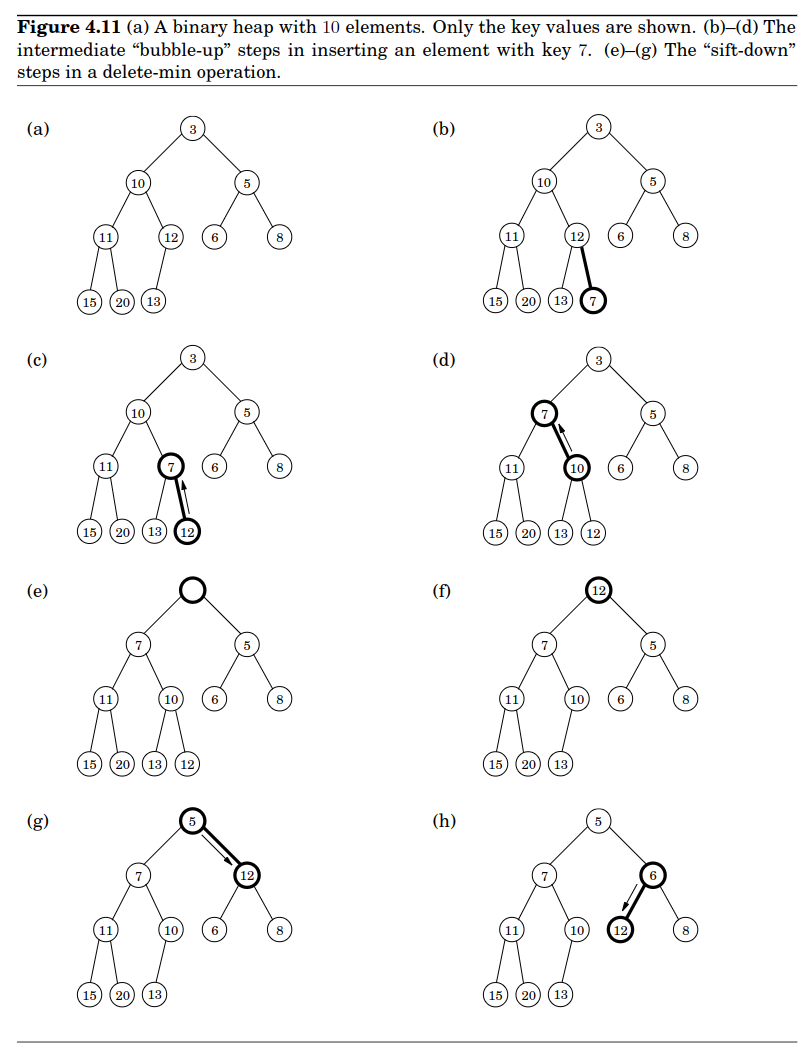 Figure 4.11 (a) A binary heap with 10 elements. Only the key values are shown. (b)–(d) The
intermediate “bubble-up” steps in inserting an element with key 7. (e)–(g) The “sift-down”
steps in a delete-min operation.
(a)
3
10 5
11 12 6 8
15 20 13
(b)
3
10 5
11 12 6 8
15 20 13 7
(c)
3
10 5
11 7 6 8
15 20 13 12
(d)
3
7 5
11 10 6 8
15 20 13 12
(e)
7 5
11 10 6 8
15 20 13 12
(f)
12
7 5
11 10 6 8
15 20 13
(g)
5
7 12
11 10 6 8
15 20 13
(h)
5
7 6
11 10 12 8
15 20 13